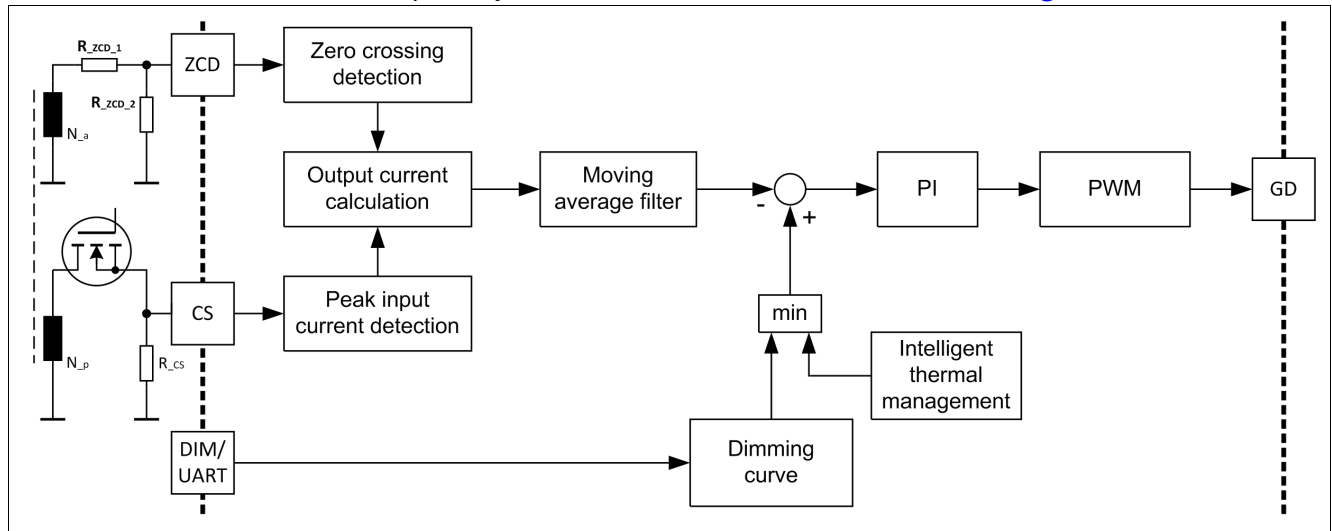 R_ZCD_1
ZCD
Zero crossing
detection
R_ZCD_2
N_a
Output current
calculation
Moving
average filter
-
+
PI
PWM
GD
CS
Peak input
current detection
min
N_p
R_CS
Intelligent
thermal
management
DIM/
UART
Dimming
curve